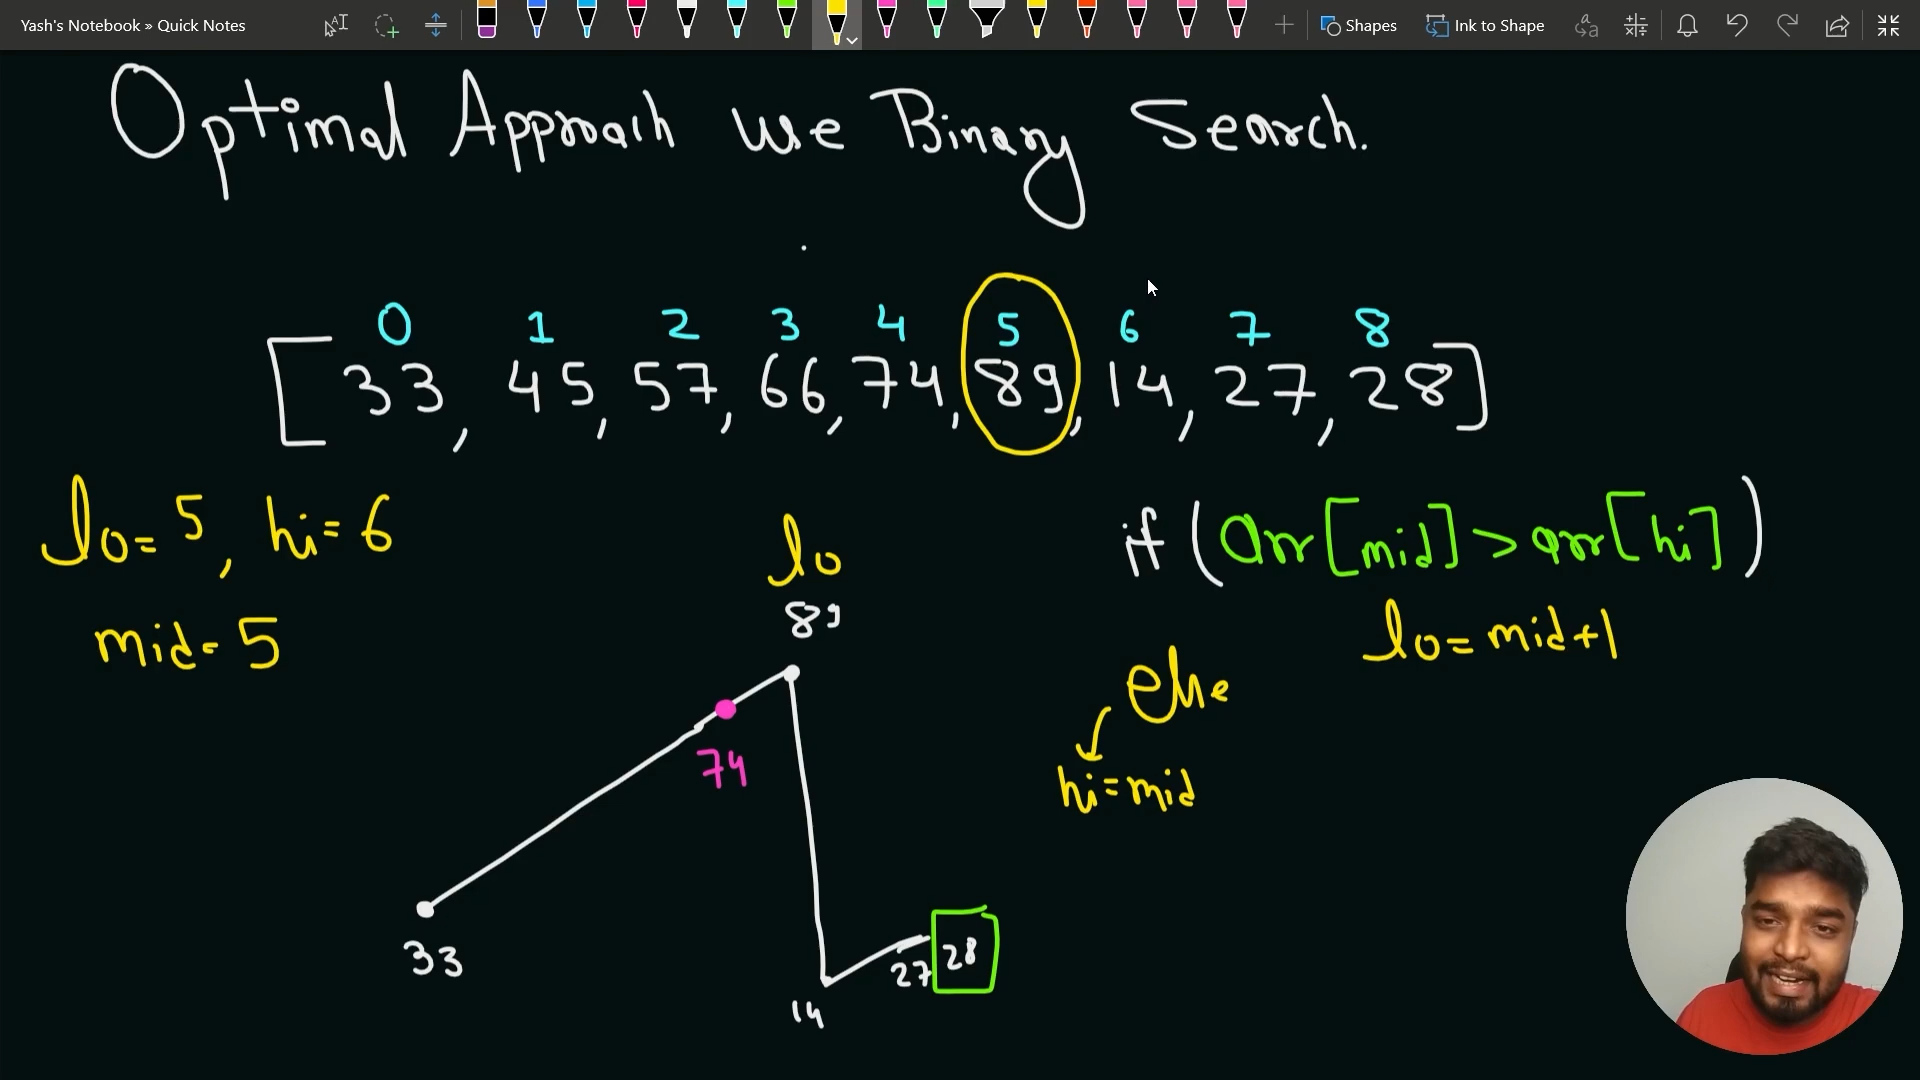 Yash's Notebook » Quick Notes
Shapes
Ink to Shape
Optimal Approach use Binary Search.
0 1 2 3 4 5 6 7 8
[33, 45, 57, 66, 74, 89, 14, 27, 28]
lo = 5, hi = 6
mid = 5
if (arr[mid] > arr[hi])
lo = mid+1
else
hi = mid
lo
89
74
33
14
27
28